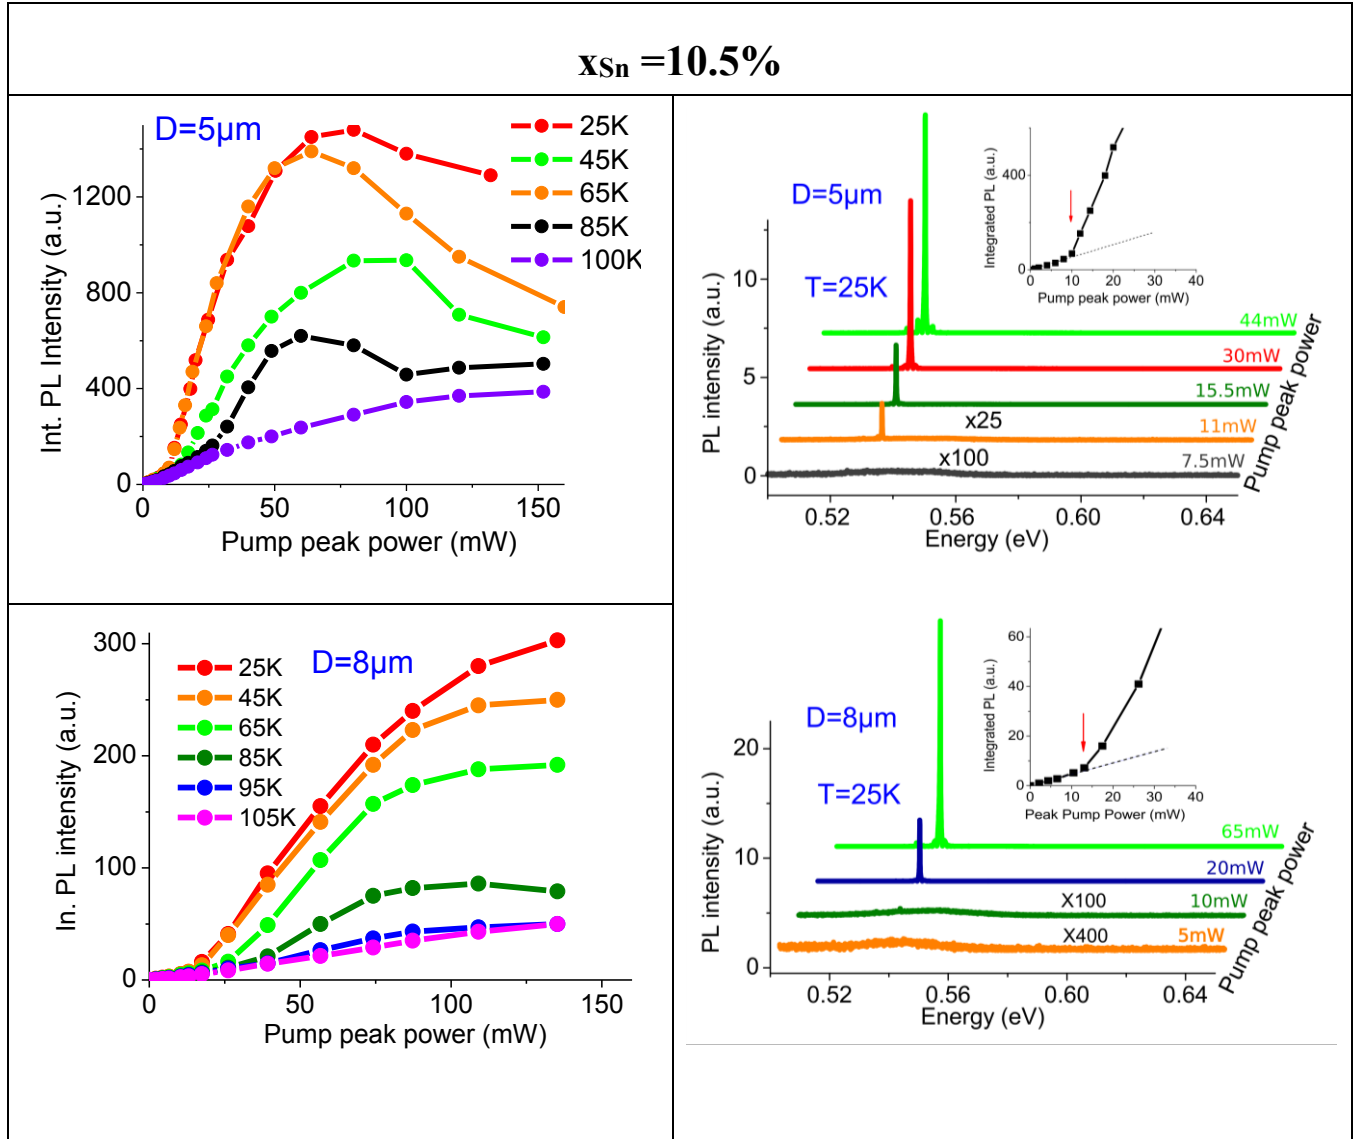 xSn =10.5%
D=5µm
25K
45K
65K
85K
100K
1200
800
400
0
0 50 100 150
Int. PL Intensity (a.u.)
Pump peak power (mW)
D=5µm
T=25K
10
5
0
PL intensity (a.u.)
0.52 0.56 0.60 0.64
Energy (eV)
44mW
30mW
15.5mW
x25
11mW
x100
7.5mW
Pump peak power
400
0
0 10 20 30 40
Integrated PL (a.u.)
Pump peak power (mW)
D=8µm
25K
45K
65K
85K
95K
105K
300
200
100
0
0 50 100 150
In. PL intensity (a.u.)
Pump peak power (mW)
D=8µm
T=25K
20
10
0
PL intensity (a.u.)
0.52 0.56 0.60 0.64
Energy (eV)
65mW
20mW
X100
10mW
X400
5mW
Pump peak power
60
40
20
0
0 10 20 30 40
Integrated PL (a.u.)
Peak Pump Power (mW)